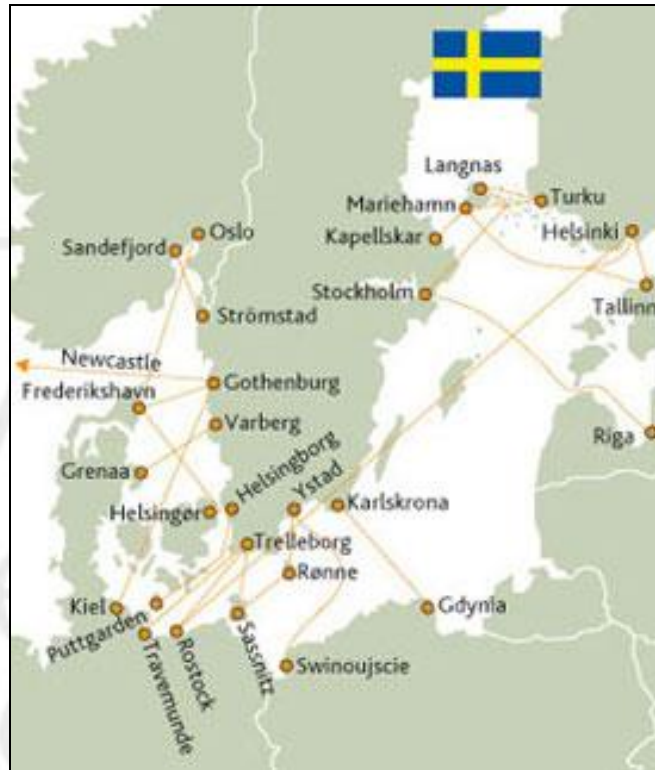 Langnas
Mariehamn
Turku
Oslo
Kapellskar
Helsinki
Sandefjord
Stockholm
Tallinn
Strömstad
Newcastle
Gothenburg
Frederikshavn
Varberg
Riga
Grenaa
Helsingborg
Ystad
Helsingør
Karlskrona
Trelleborg
Rønne
Kiel
Puttgarden
Gdynla
Travemunde
Rostock
Sassnitz
Swinoujscie